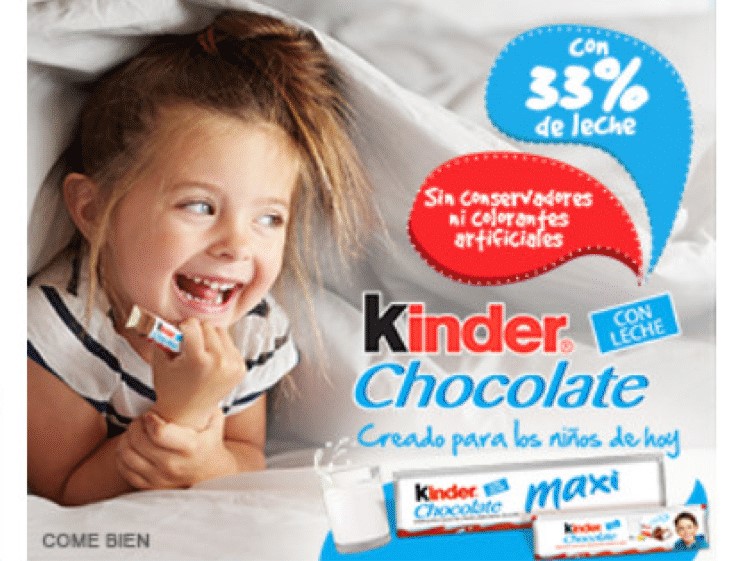 Con
33%
de leche
Sin conservadores
ni colorantes
artificiales
Kinder
CON
LECHE
Chocolate
Creado para los niños de hoy
Kinder
Chocolate
maxi
Kinder
Chocolate
COME BIEN